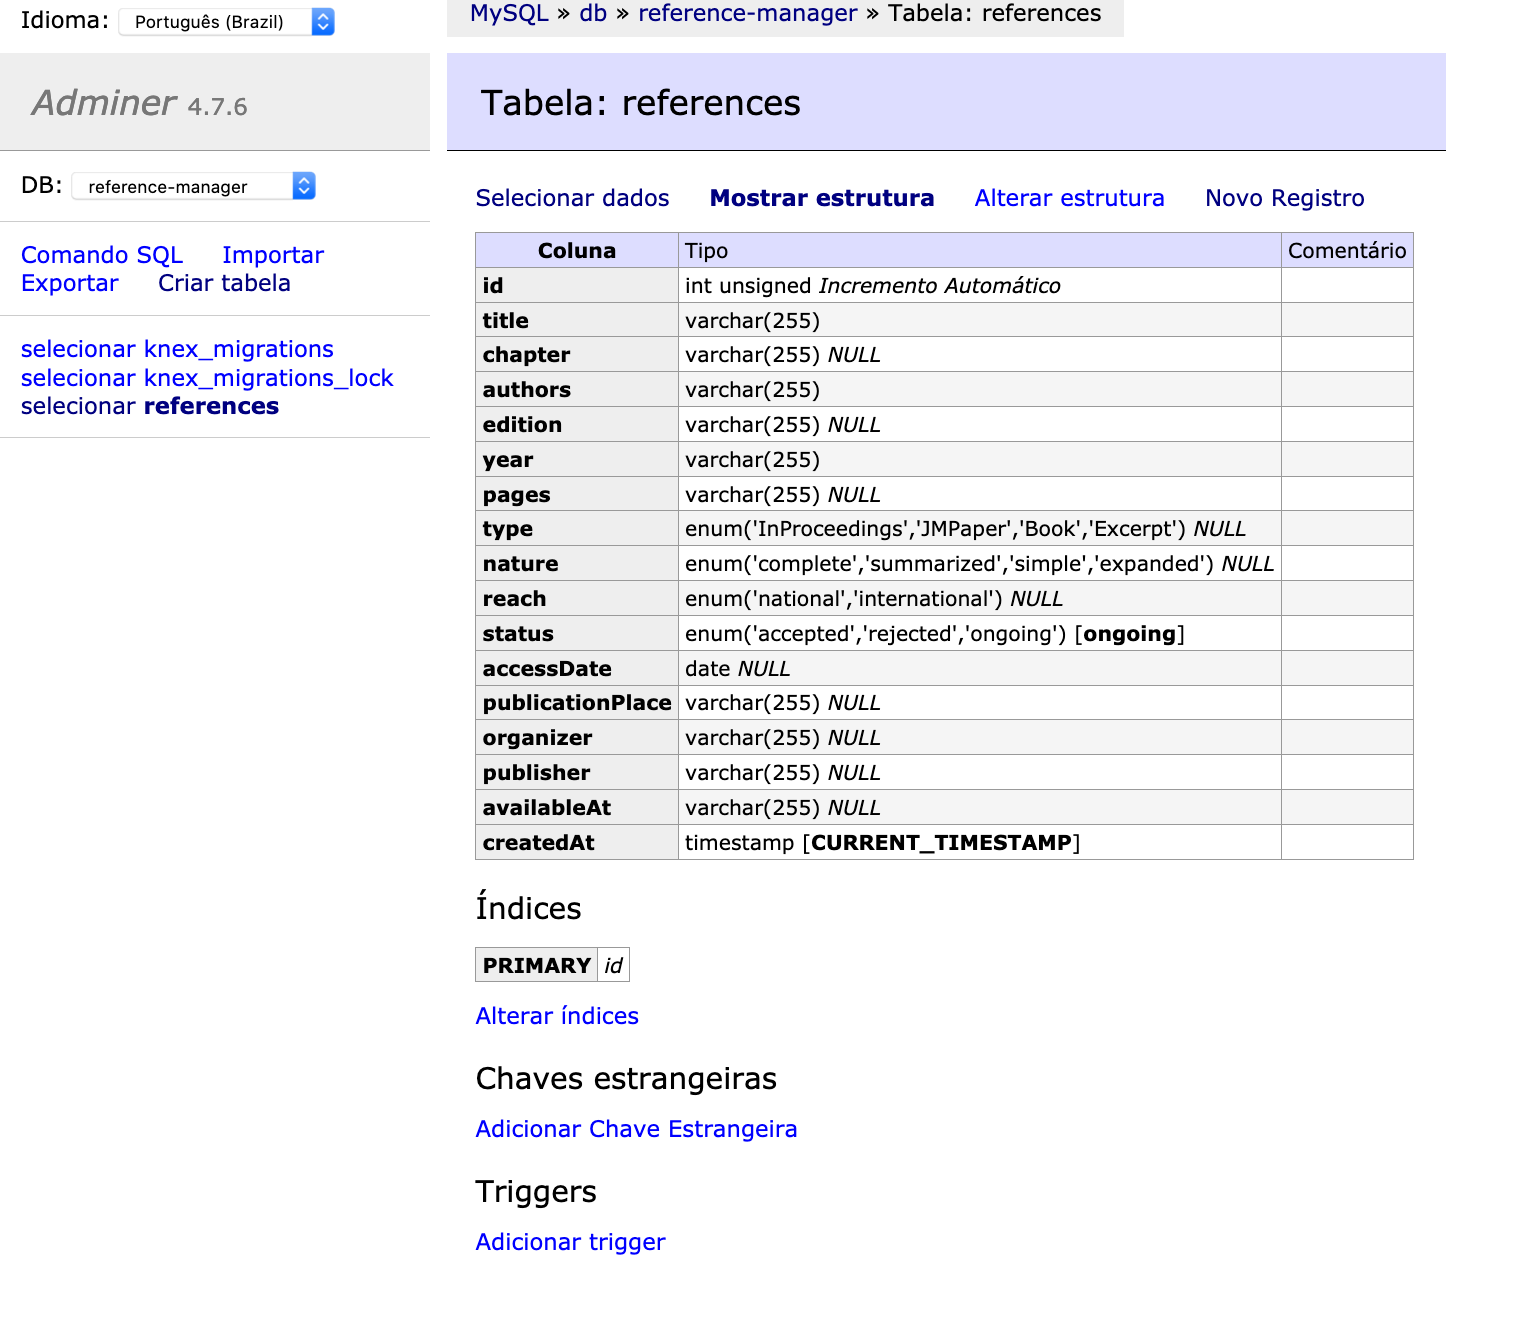 Idioma: Português (Brazil)
Adminer 4.7.6
DB: reference-manager
Comando SQL Importar
Exportar Criar tabela
selecionar knex_migrations
selecionar knex_migrations_lock
selecionar references
MySQL » db » reference-manager » Tabela: references
Tabela: references
Selecionar dados Mostrar estrutura Alterar estrutura Novo Registro
Coluna Tipo Comentário
id int unsigned Incremento Automático
title varchar(255)
chapter varchar(255) NULL
authors varchar(255)
edition varchar(255) NULL
year varchar(255)
pages varchar(255) NULL
type enum('InProceedings','JMPaper','Book','Excerpt') NULL
nature enum('complete','summarized','simple','expanded') NULL
reach enum('national','international') NULL
status enum('accepted','rejected','ongoing') [ongoing]
accessDate date NULL
publicationPlace varchar(255) NULL
organizer varchar(255) NULL
publisher varchar(255) NULL
availableAt varchar(255) NULL
createdAt timestamp [CURRENT_TIMESTAMP]
Índices
PRIMARY id
Alterar índices
Chaves estrangeiras
Adicionar Chave Estrangeira
Triggers
Adicionar trigger